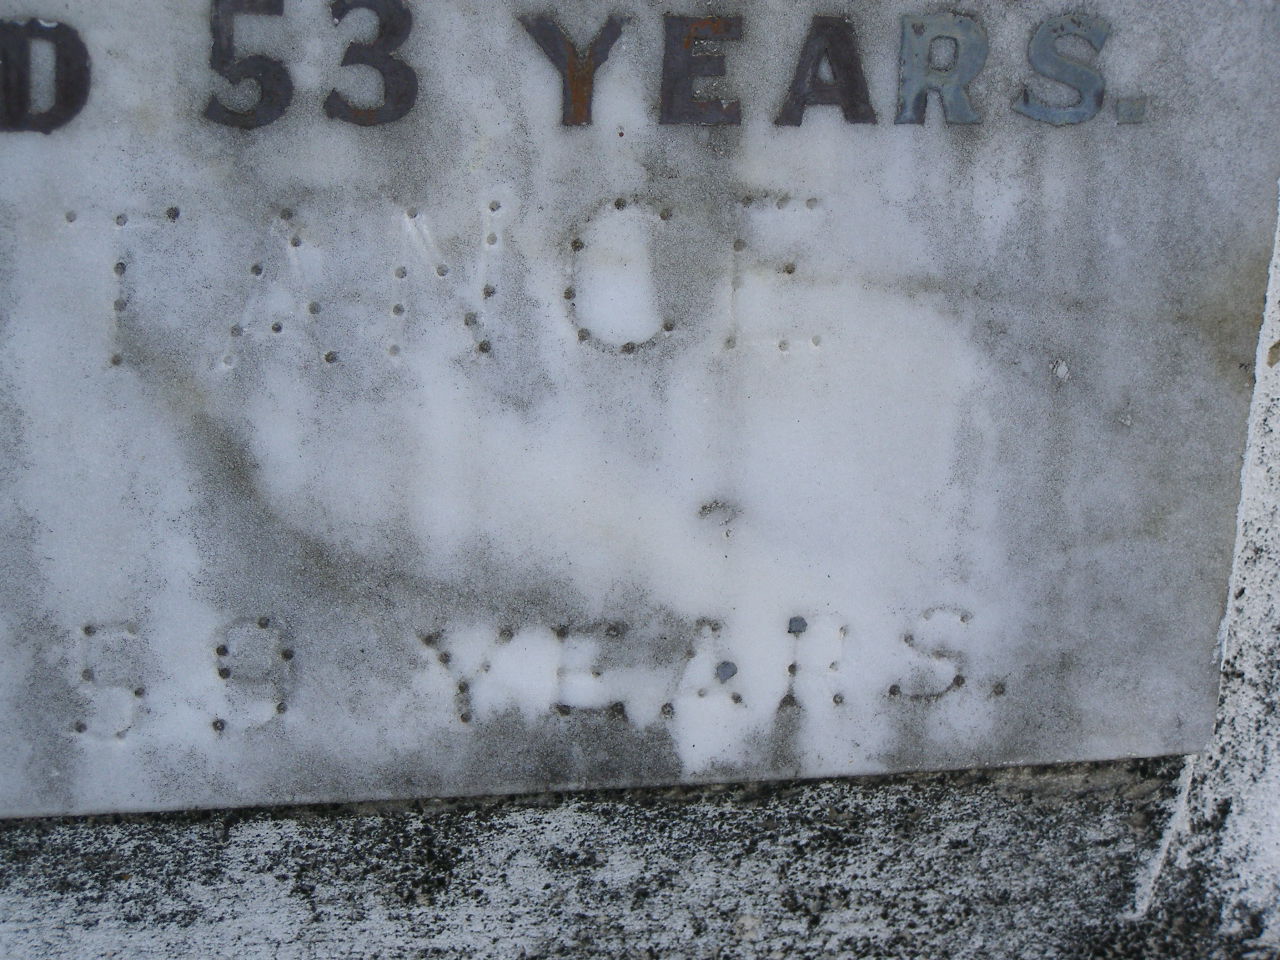 D 53 YEARS.
TANCE
59 YEARS.